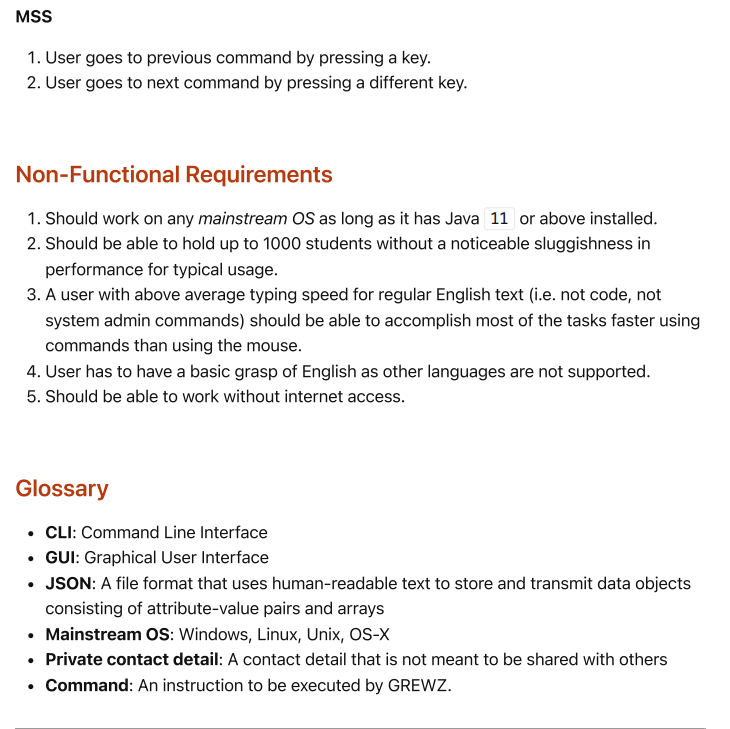 MSS
1. User goes to previous command by pressing a key.
2. User goes to next command by pressing a different key.
Non-Functional Requirements
1. Should work on any mainstream OS as long as it has Java 11 or above installed.
2. Should be able to hold up to 1000 students without a noticeable sluggishness in
performance for typical usage.
3. A user with above average typing speed for regular English text (i.e. not code, not
system admin commands) should be able to accomplish most of the tasks faster using
commands than using the mouse.
4. User has to have a basic grasp of English as other languages are not supported.
5. Should be able to work without internet access.
Glossary
• CLI: Command Line Interface
• GUI: Graphical User Interface
• JSON: A file format that uses human-readable text to store and transmit data objects
consisting of attribute-value pairs and arrays
• Mainstream OS: Windows, Linux, Unix, OS-X
• Private contact detail: A contact detail that is not meant to be shared with others
• Command: An instruction to be executed by GREWZ.